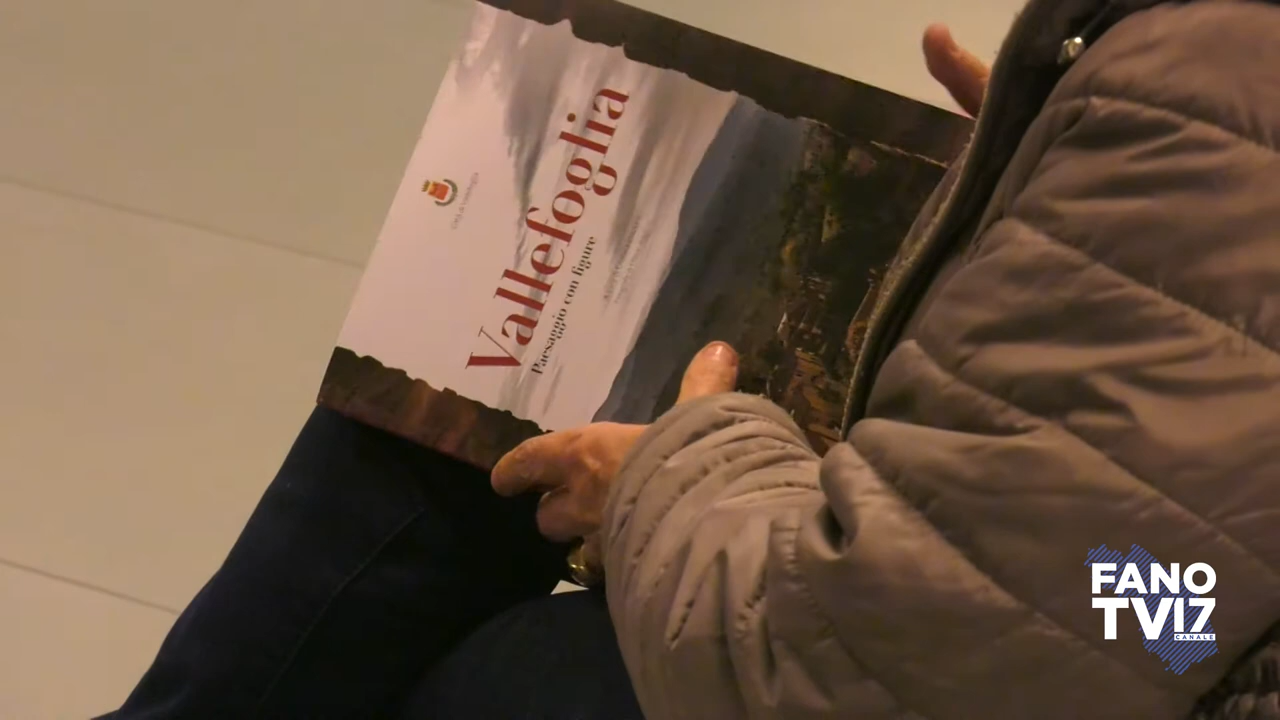 Vallefoglia
Paesaggio con figure
FANO
TV17
CANALE